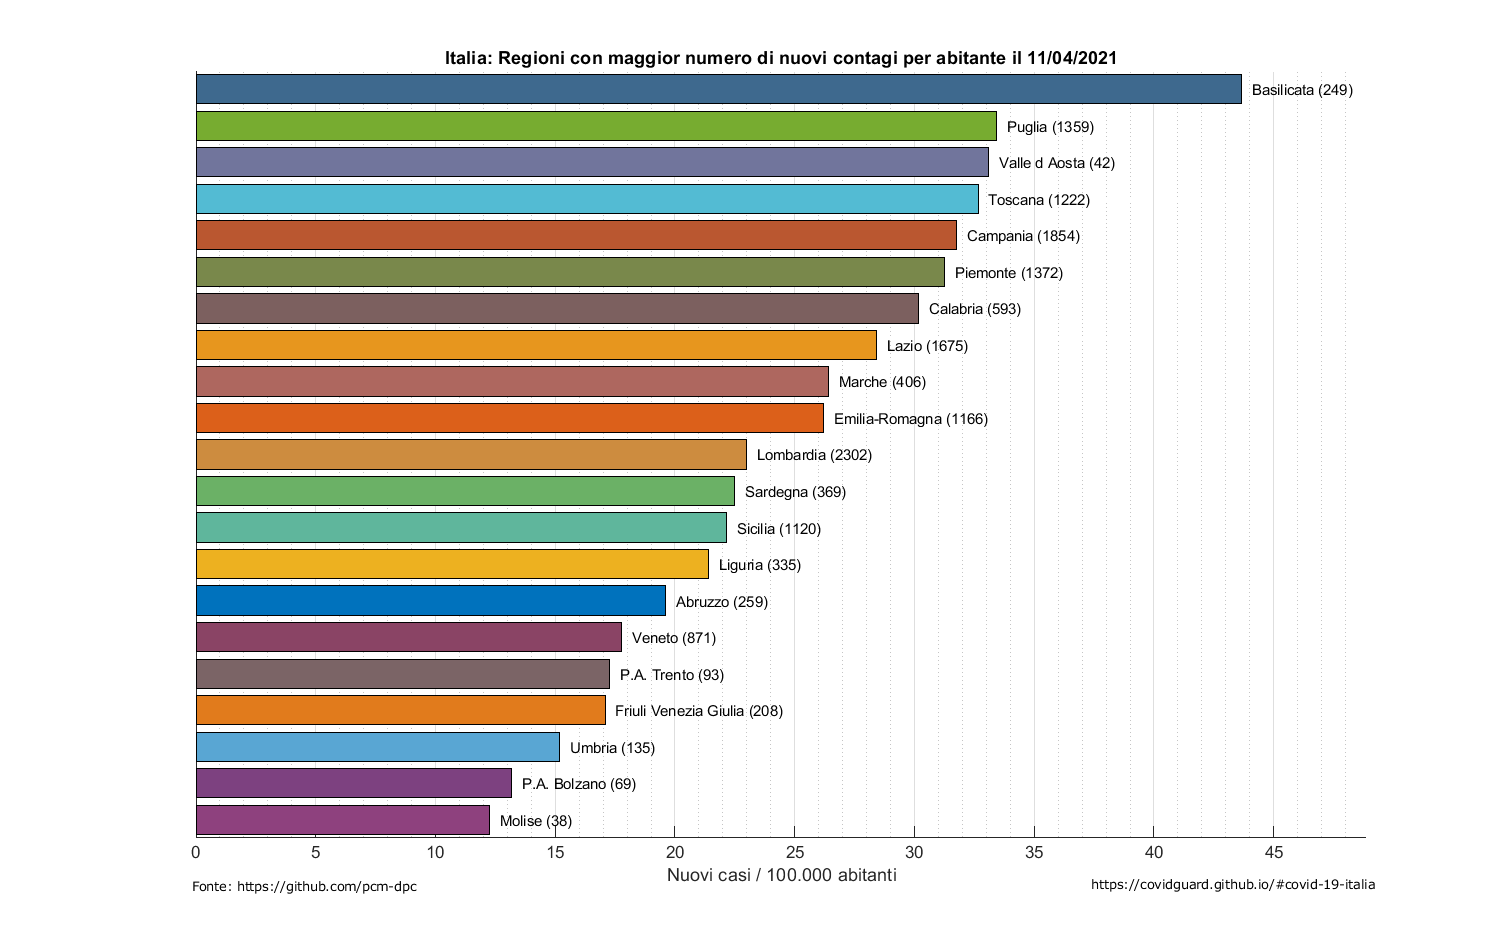 Italia: Regioni con maggior numero di nuovi contagi per abitante il 11/04/2021
Basilicata (249)
Puglia (1359)
Valle d Aosta (42)
Toscana (1222)
Campania (1854)
Piemonte (1372)
Calabria (593)
Lazio (1675)
Marche (406)
Emilia-Romagna (1166)
Lombardia (2302)
Sardegna (369)
Sicilia (1120)
Liguria (335)
Abruzzo (259)
Veneto (871)
P.A. Trento (93)
Friuli Venezia Giulia (208)
Umbria (135)
P.A. Bolzano (69)
Molise (38)
0 5 10 15 20 25 30 35 40 45
Nuovi casi / 100.000 abitanti
Fonte: https://github.com/pcm-dpc
https://covidguard.github.io/#covid-19-italia